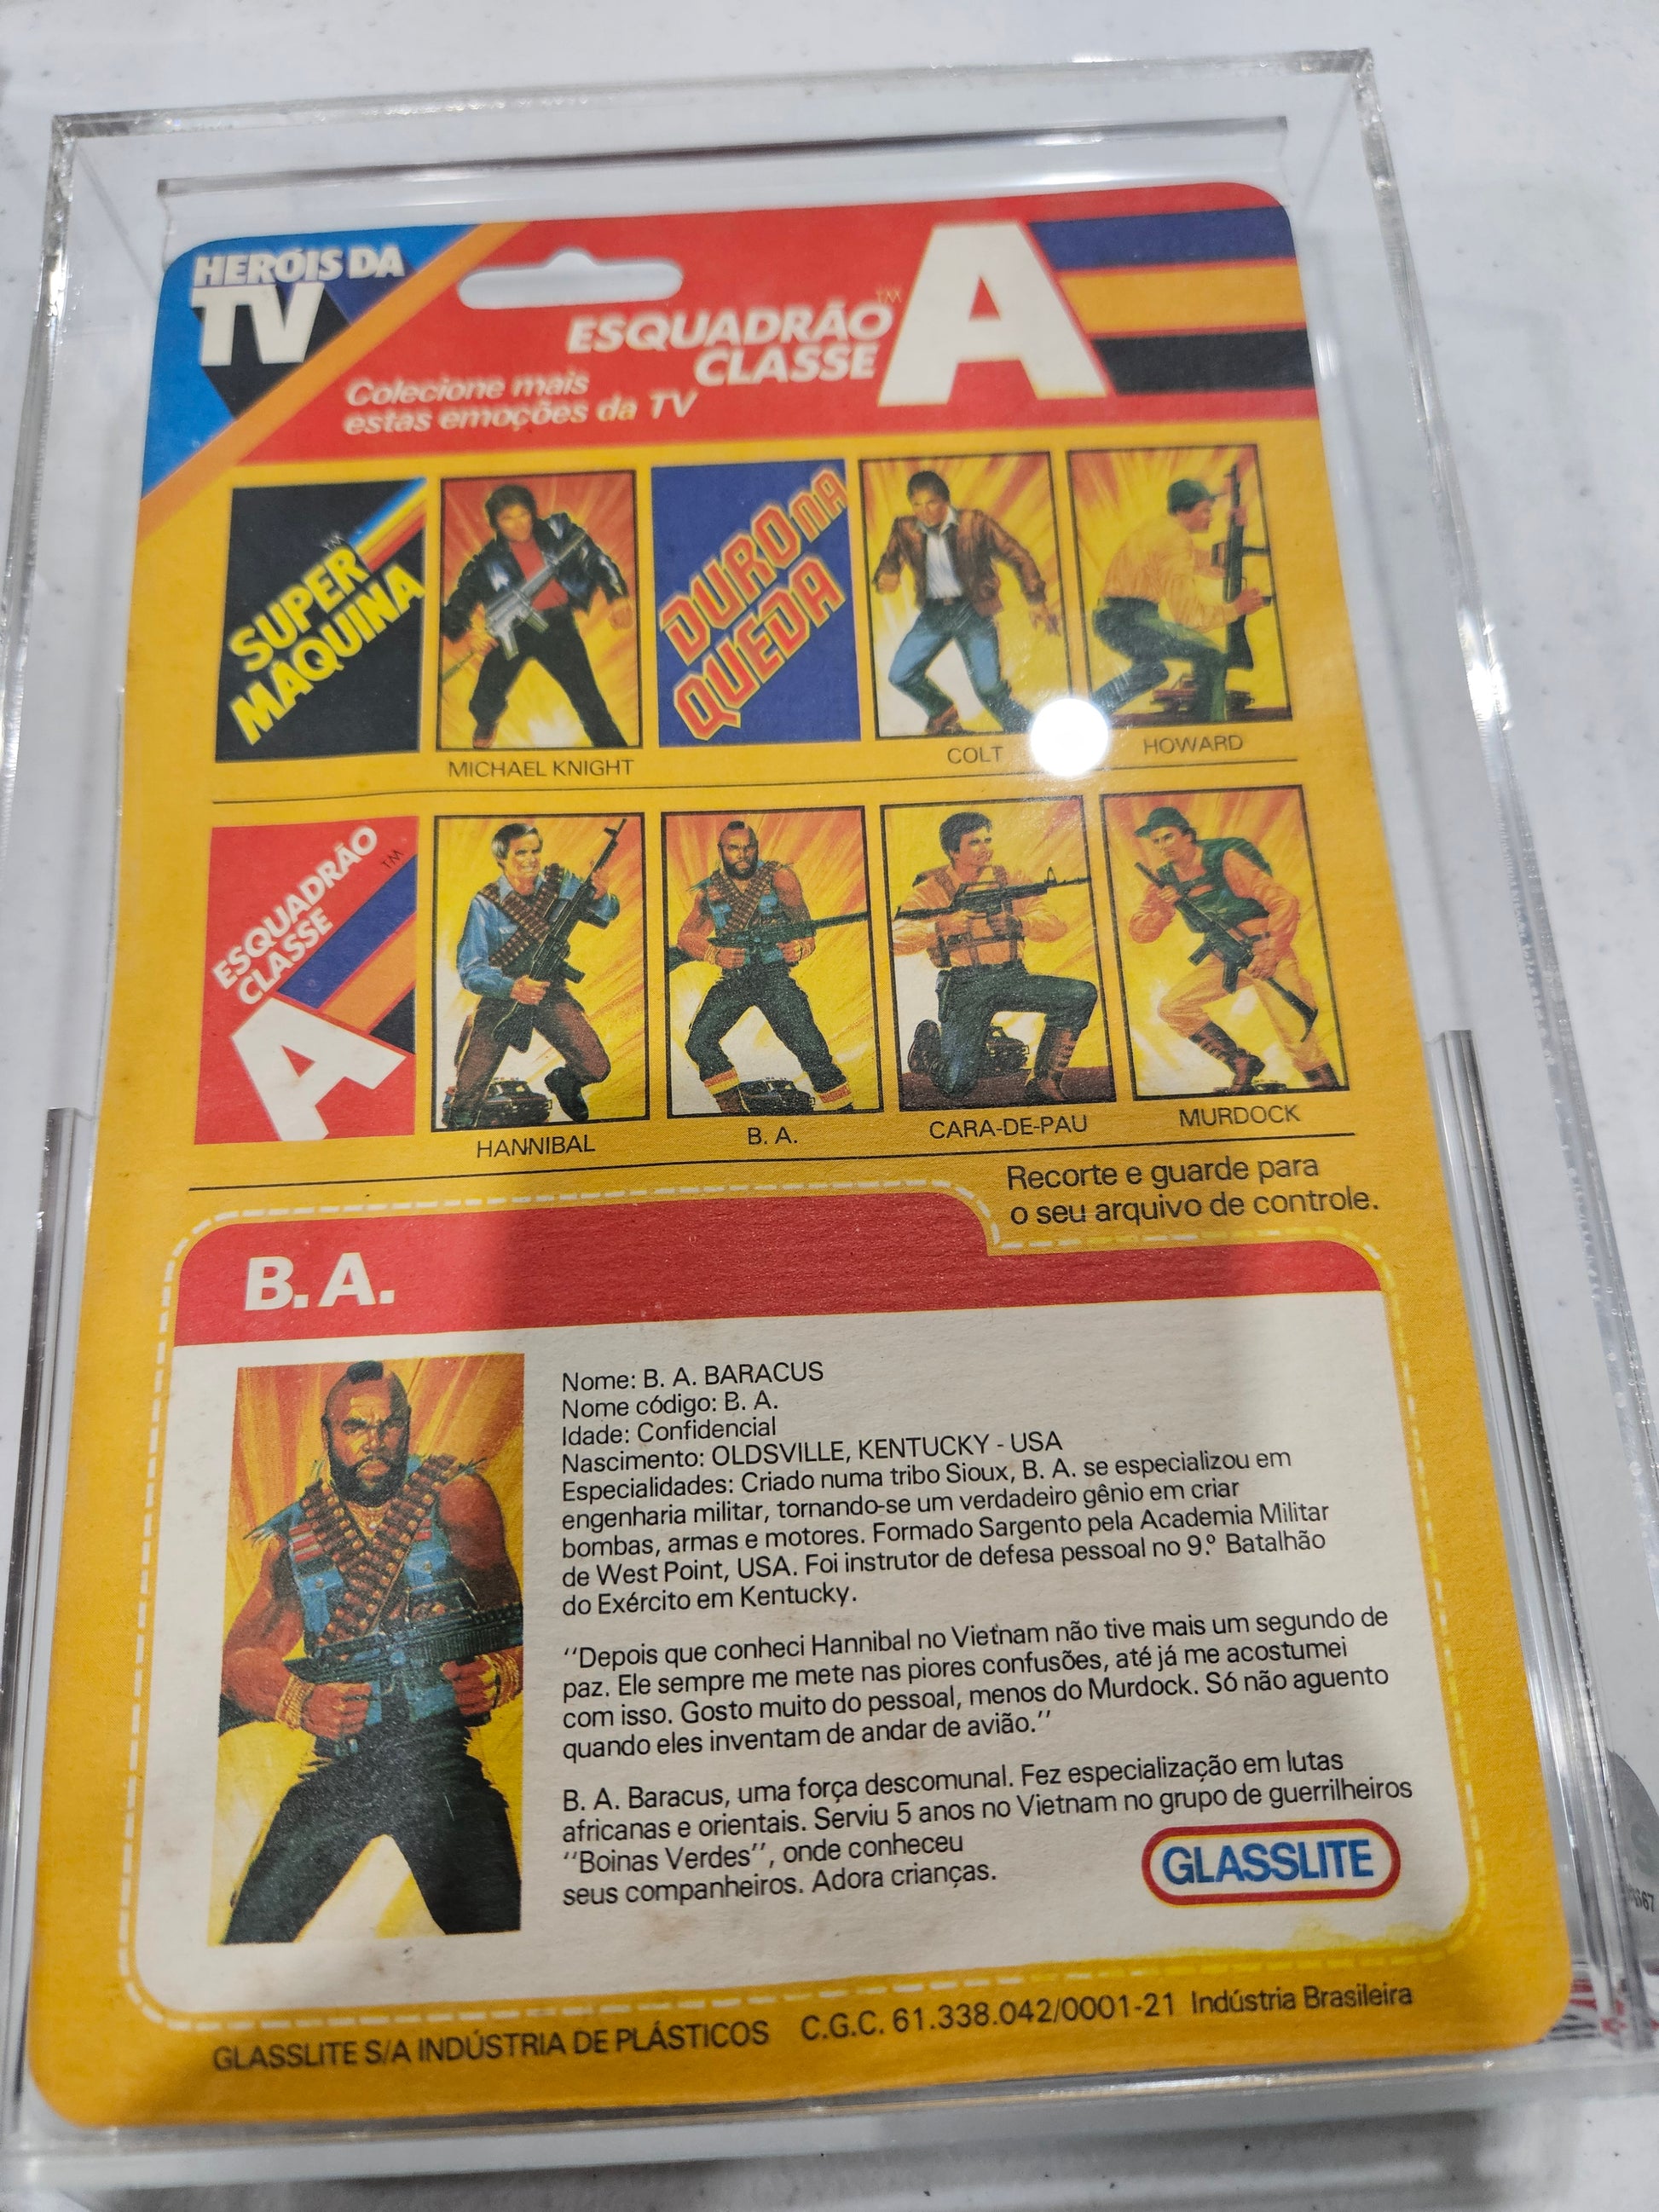 HERÓIS DA
TV
ESQUADRÃO™
CLASSE
A
Colecione mais
estas emoções da TV
SUPER
MÁQUINA
DURO NA
QUEDA
MICHAEL KNIGHT
COLT
HOWARD
ESQUADRÃO™
CLASSE
A
HANNIBAL
B. A.
CARA-DE-PAU
MURDOCK
Recorte e guarde para
o seu arquivo de controle.
B. A.
Nome: B. A. BARACUS
Nome código: B. A.
Idade: Confidencial
Nascimento: OLDSVILLE, KENTUCKY - USA
Especialidades: Criado numa tribo Sioux, B. A. se especializou em
engenharia militar, tornando-se um verdadeiro gênio em criar
bombas, armas e motores. Formado Sargento pela Academia Militar
de West Point, USA. Foi instrutor de defesa pessoal no 9.º Batalhão
do Exército em Kentucky.
''Depois que conheci Hannibal no Vietnam não tive mais um segundo de
paz. Ele sempre me mete nas piores confusões, até já me acostumei
com isso. Gosto muito do pessoal, menos do Murdock. Só não aguento
quando eles inventam de andar de avião.''
B. A. Baracus, uma força descomunal. Fez especialização em lutas
africanas e orientais. Serviu 5 anos no Vietnam no grupo de guerrilheiros
''Boinas Verdes'', onde conheceu
seus companheiros. Adora crianças.
GLASSLITE
GLASSLITE S/A INDÚSTRIA DE PLÁSTICOS C.G.C. 61.338.042/0001-21 Indústria Brasileira